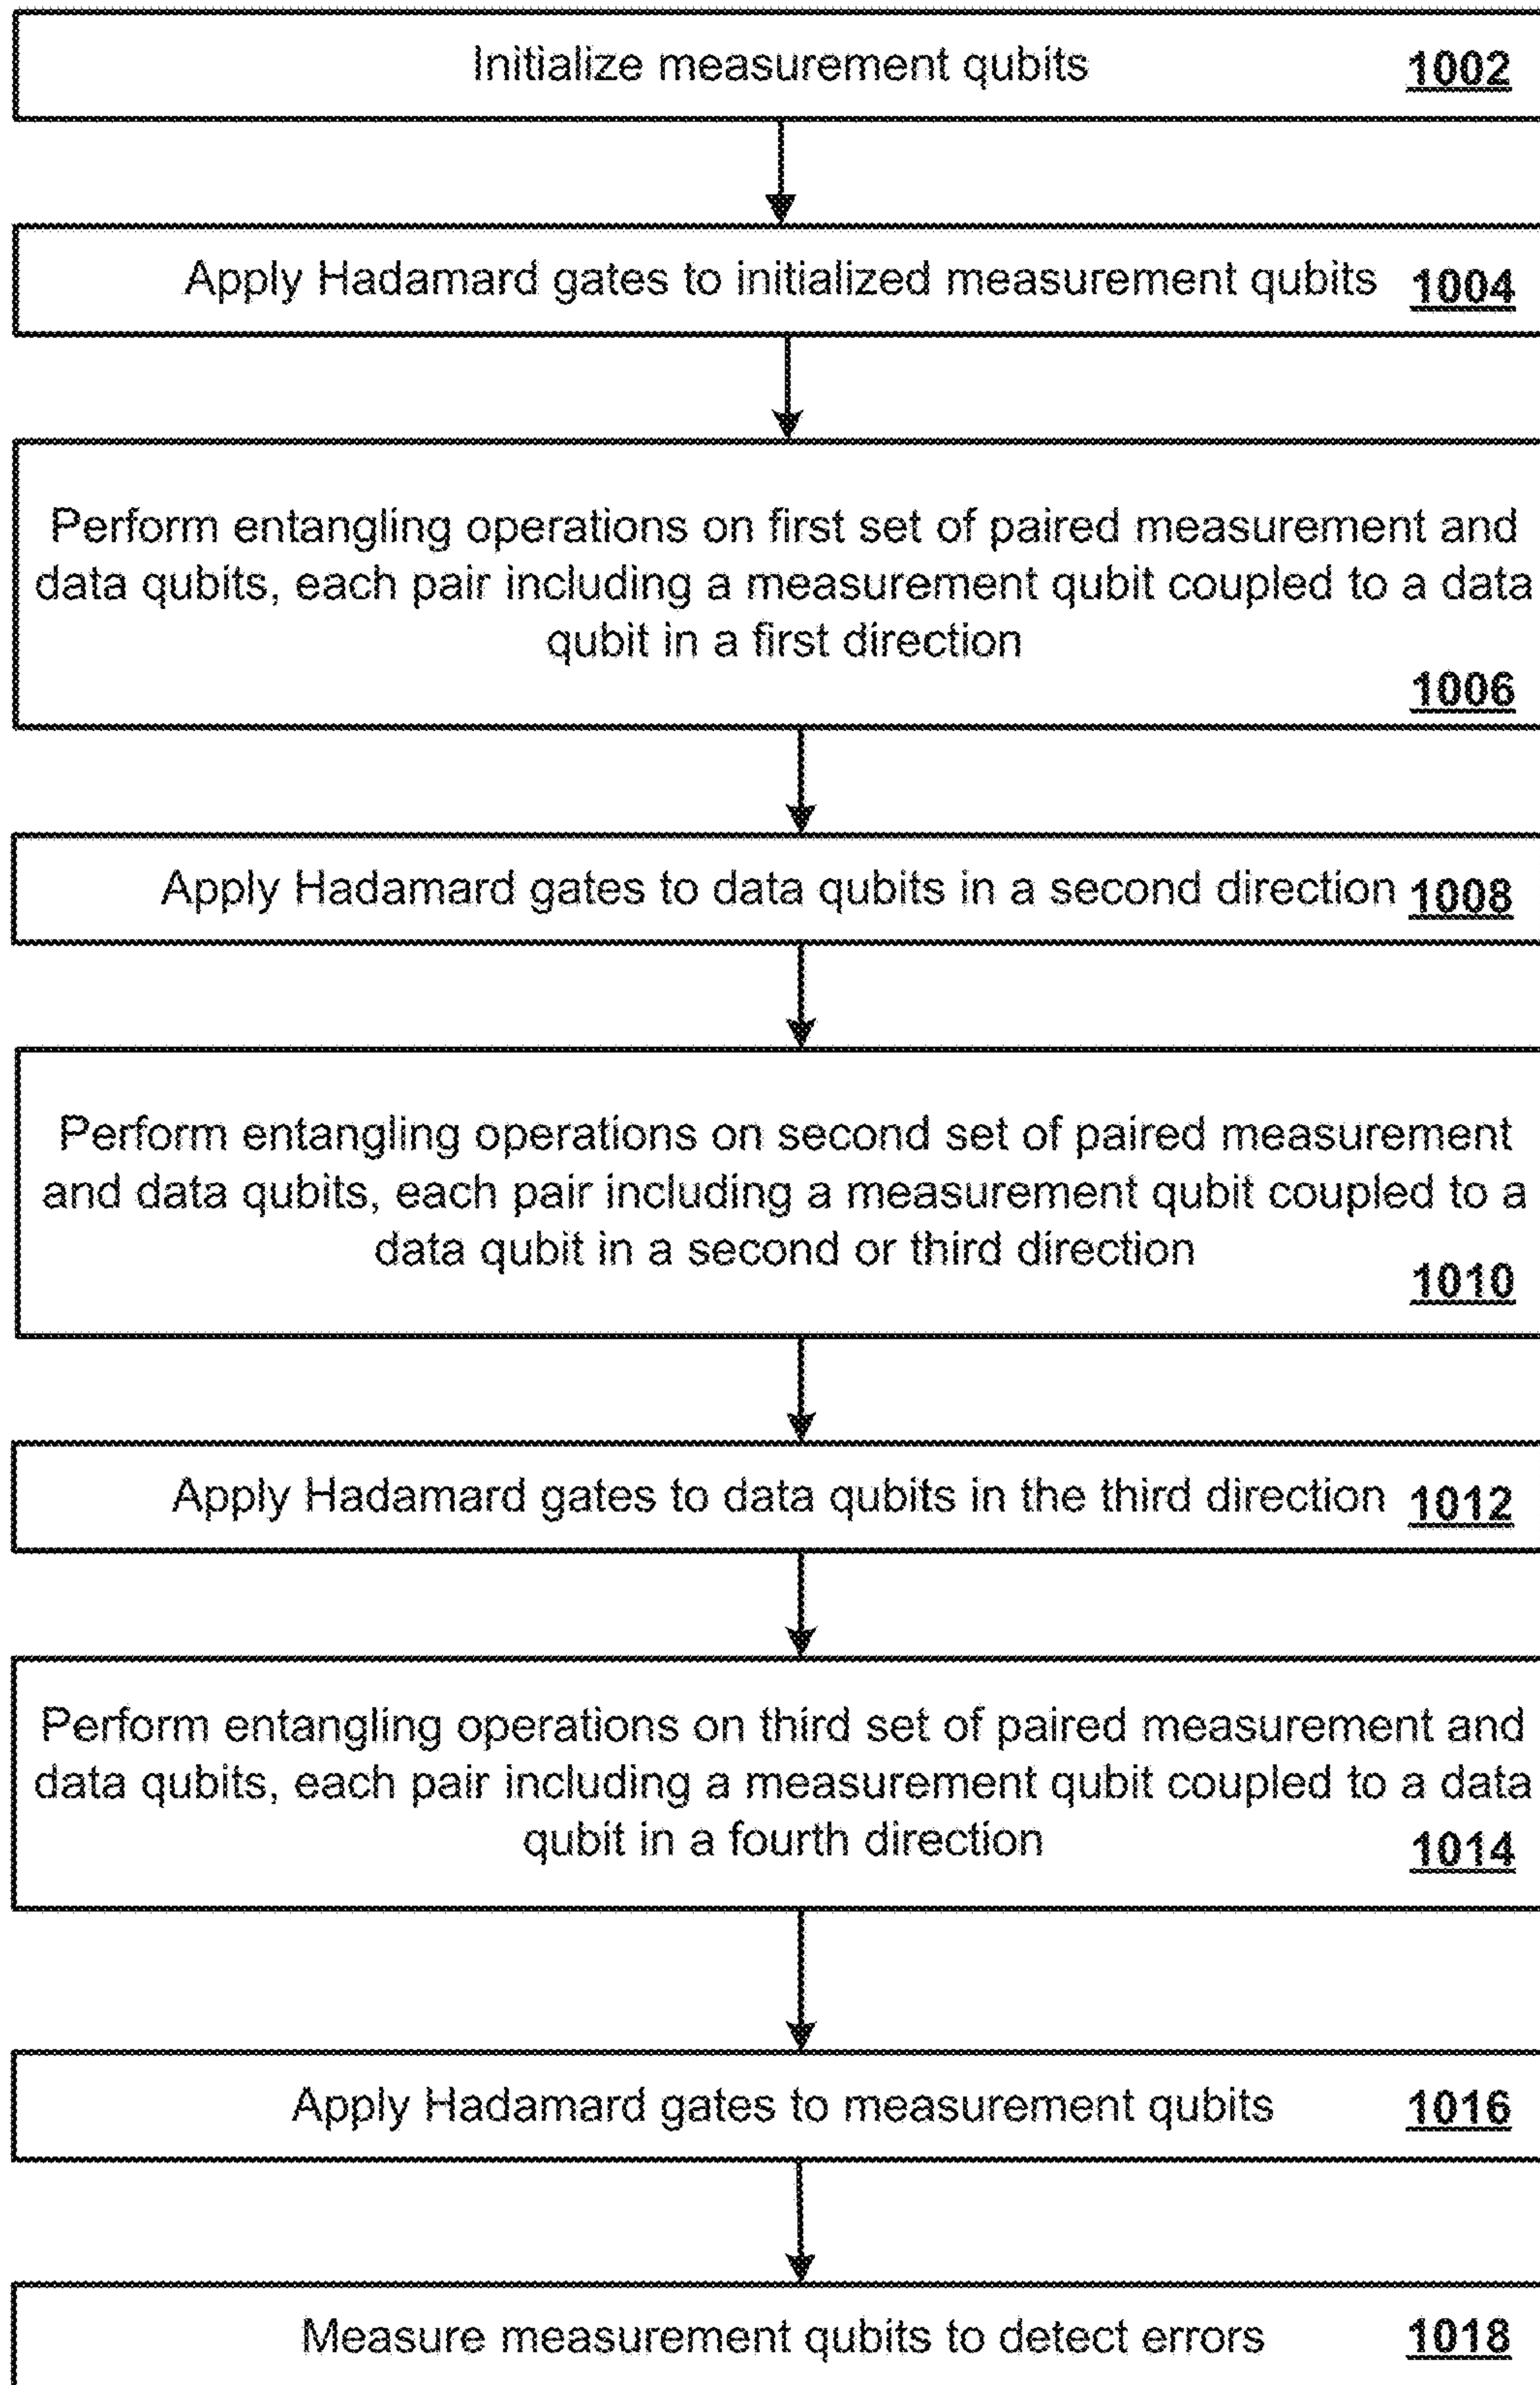 Initialize measurement qubits 1002
Apply Hadamard gates to initialized measurement qubits 1004
Perform entangling operations on first set of paired measurement and
data qubits, each pair including a measurement qubit coupled to a data
qubit in a first direction
1006
Apply Hadamard gates to data qubits in a second direction 1008
Perform entangling operations on second set of paired measurement
and data qubits, each pair including a measurement qubit coupled to a
data qubit in a second or third direction
1010
Apply Hadamard gates to data qubits in the third direction 1012
Perform entangling operations on third set of paired measurement and
data qubits, each pair including a measurement qubit coupled to a data
qubit in a fourth direction 1014
Apply Hadamard gates to measurement qubits 1016
Measure measurement qubits to detect errors 1018